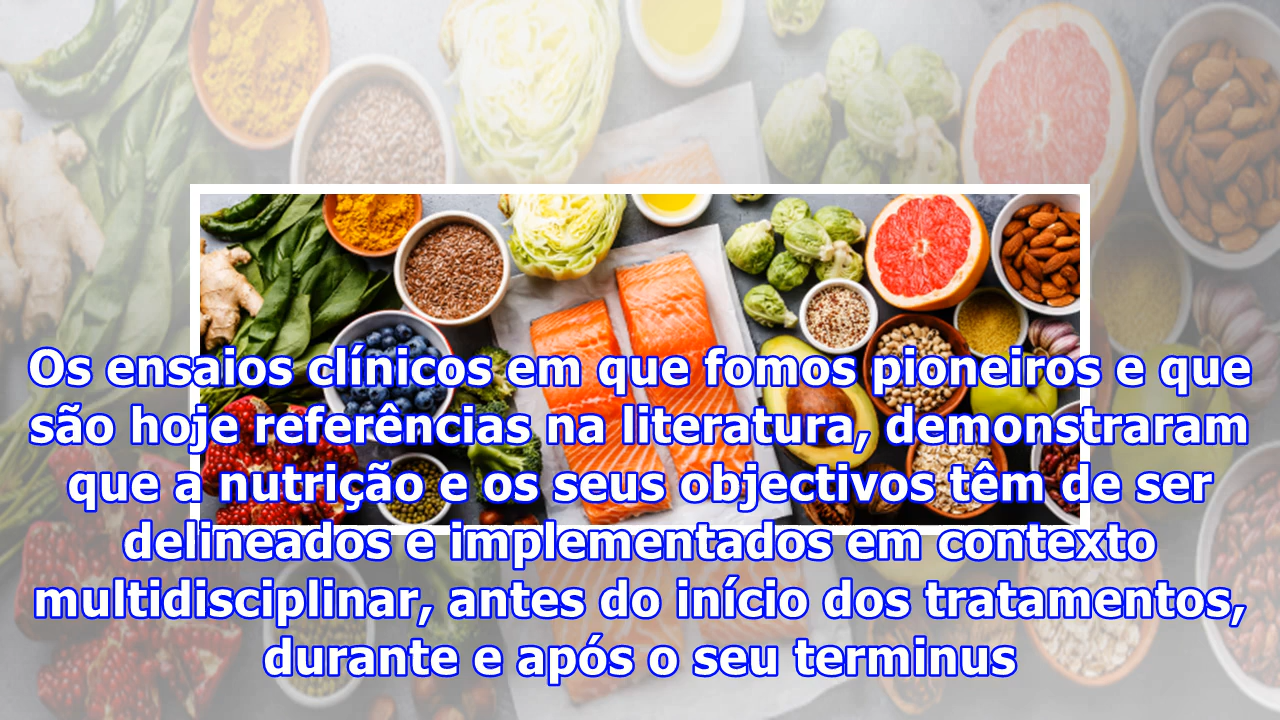 Os ensaios clínicos em que fomos pioneiros e que
são hoje referências na literatura, demonstraram
que a nutrição e os seus objectivos têm de ser
delineados e implementados em contexto
multidisciplinar, antes do início dos tratamentos,
durante e após o seu terminus